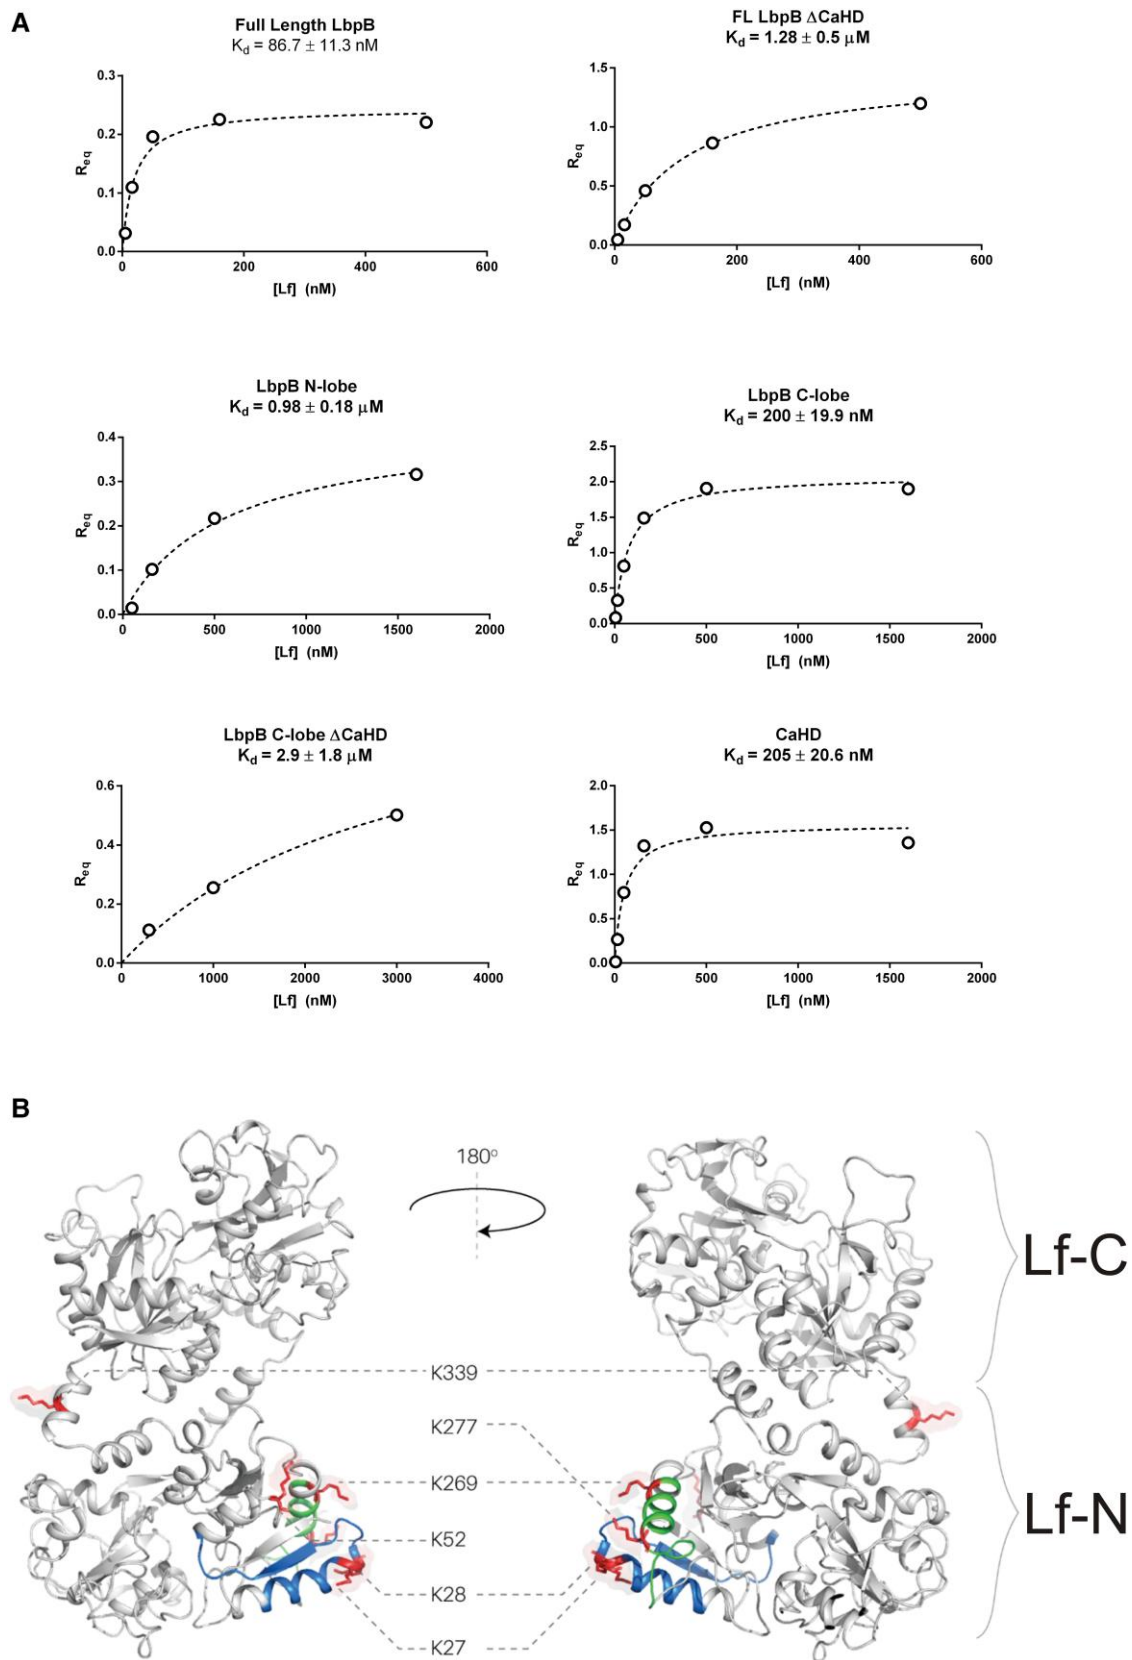 A
Full Length LbpB
Kd = 86.7 ± 11.3 nM
0.3
0.2
0.1
0.0
Req
0
200
400
600
[Lf] (nM)
FL LbpB ΔCaHD
Kd = 1.28 ± 0.5 μM
1.5
1.0
0.5
0.0
Req
0
200
400
600
[Lf] (nM)
LbpB N-lobe
Kd = 0.98 ± 0.18 μM
0.4
0.3
0.2
0.1
0.0
Req
0
500
1000
1500
2000
[Lf] (nM)
LbpB C-lobe
Kd = 200 ± 19.9 nM
2.5
2.0
1.5
1.0
0.5
0.0
Req
0
500
1000
1500
2000
[Lf] (nM)
LbpB C-lobe ΔCaHD
Kd = 2.9 ± 1.8 μM
0.6
0.4
0.2
0.0
Req
0
1000
2000
3000
4000
[Lf] (nM)
CaHD
Kd = 205 ± 20.6 nM
2.0
1.5
1.0
0.5
0.0
Req
0
500
1000
1500
2000
[Lf] (nM)
B
180°
Lf-C
K339
K277
K269
K52
K28
K27
Lf-N